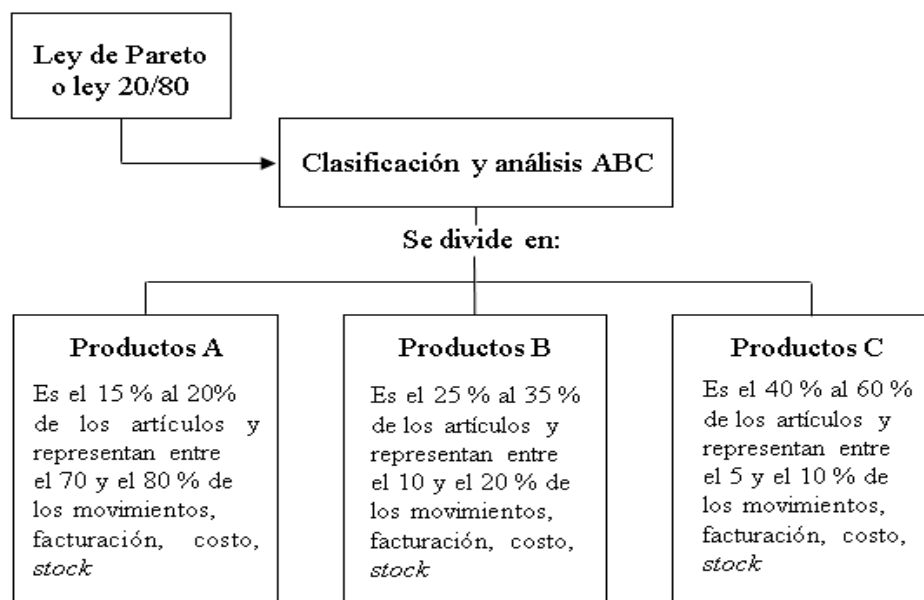 Ley de Pareto
o ley 20/80
Clasificación y análisis ABC
Se divide en:
Productos A
Es el 15 % al 20%
de los artículos y
representan entre
el 70 y el 80 % de
los movimientos,
facturación, costo,
stock
Productos B
Es el 25 % al 35 %
de los artículos y
representan entre
el 10 y el 20 % de
los movimientos,
facturación, costo,
stock
Productos C
Es el 40 % al 60 %
de los artículos y
representan entre
el 5 y el 10 % de
los movimientos,
facturación, costo,
stock